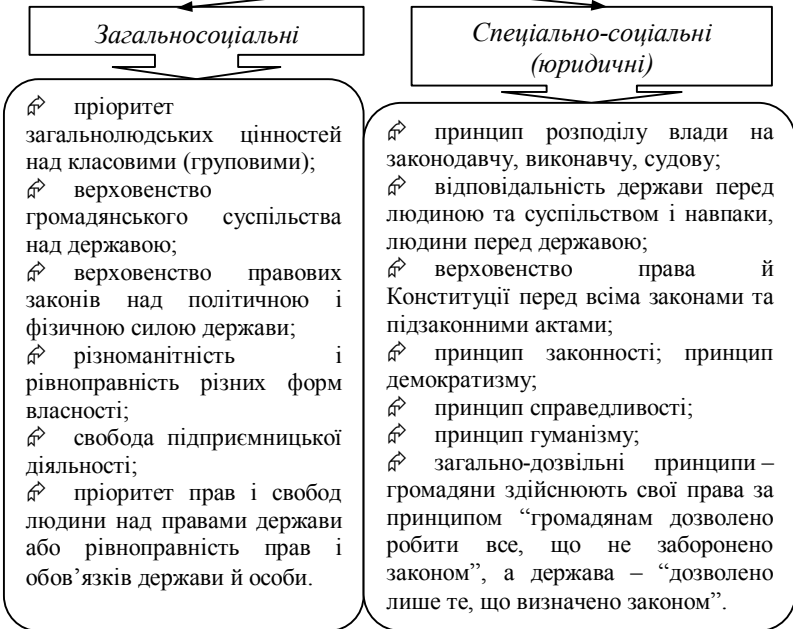 Загальносоціальні
пріоритет
загальнолюдських цінностей
над класовими (груповими);
верховенство
громадянського суспільства
над державою;
верховенство правових
законів над політичною і
фізичною силою держави;
різноманітність і
рівноправність різних форм
власності;
свобода підприємницької
діяльності;
пріоритет прав і свобод
людини над правами держави
або рівноправність прав і
обов’язків держави й особи.
Спеціально-соціальні
(юридичні)
принцип розподілу влади на
законодавчу, виконавчу, судову;
відповідальність держави перед
людиною та суспільством і навпаки,
людини перед державою;
верховенство права й
Конституції перед всіма законами та
підзаконними актами;
принцип законності; принцип
демократизму;
принцип справедливості;
принцип гуманізму;
загально-дозвільні принципи –
громадяни здійснюють свої права за
принципом “громадянам дозволено
робити все, що не заборонено
законом”, а держава – “дозволено
лише те, що визначено законом”.